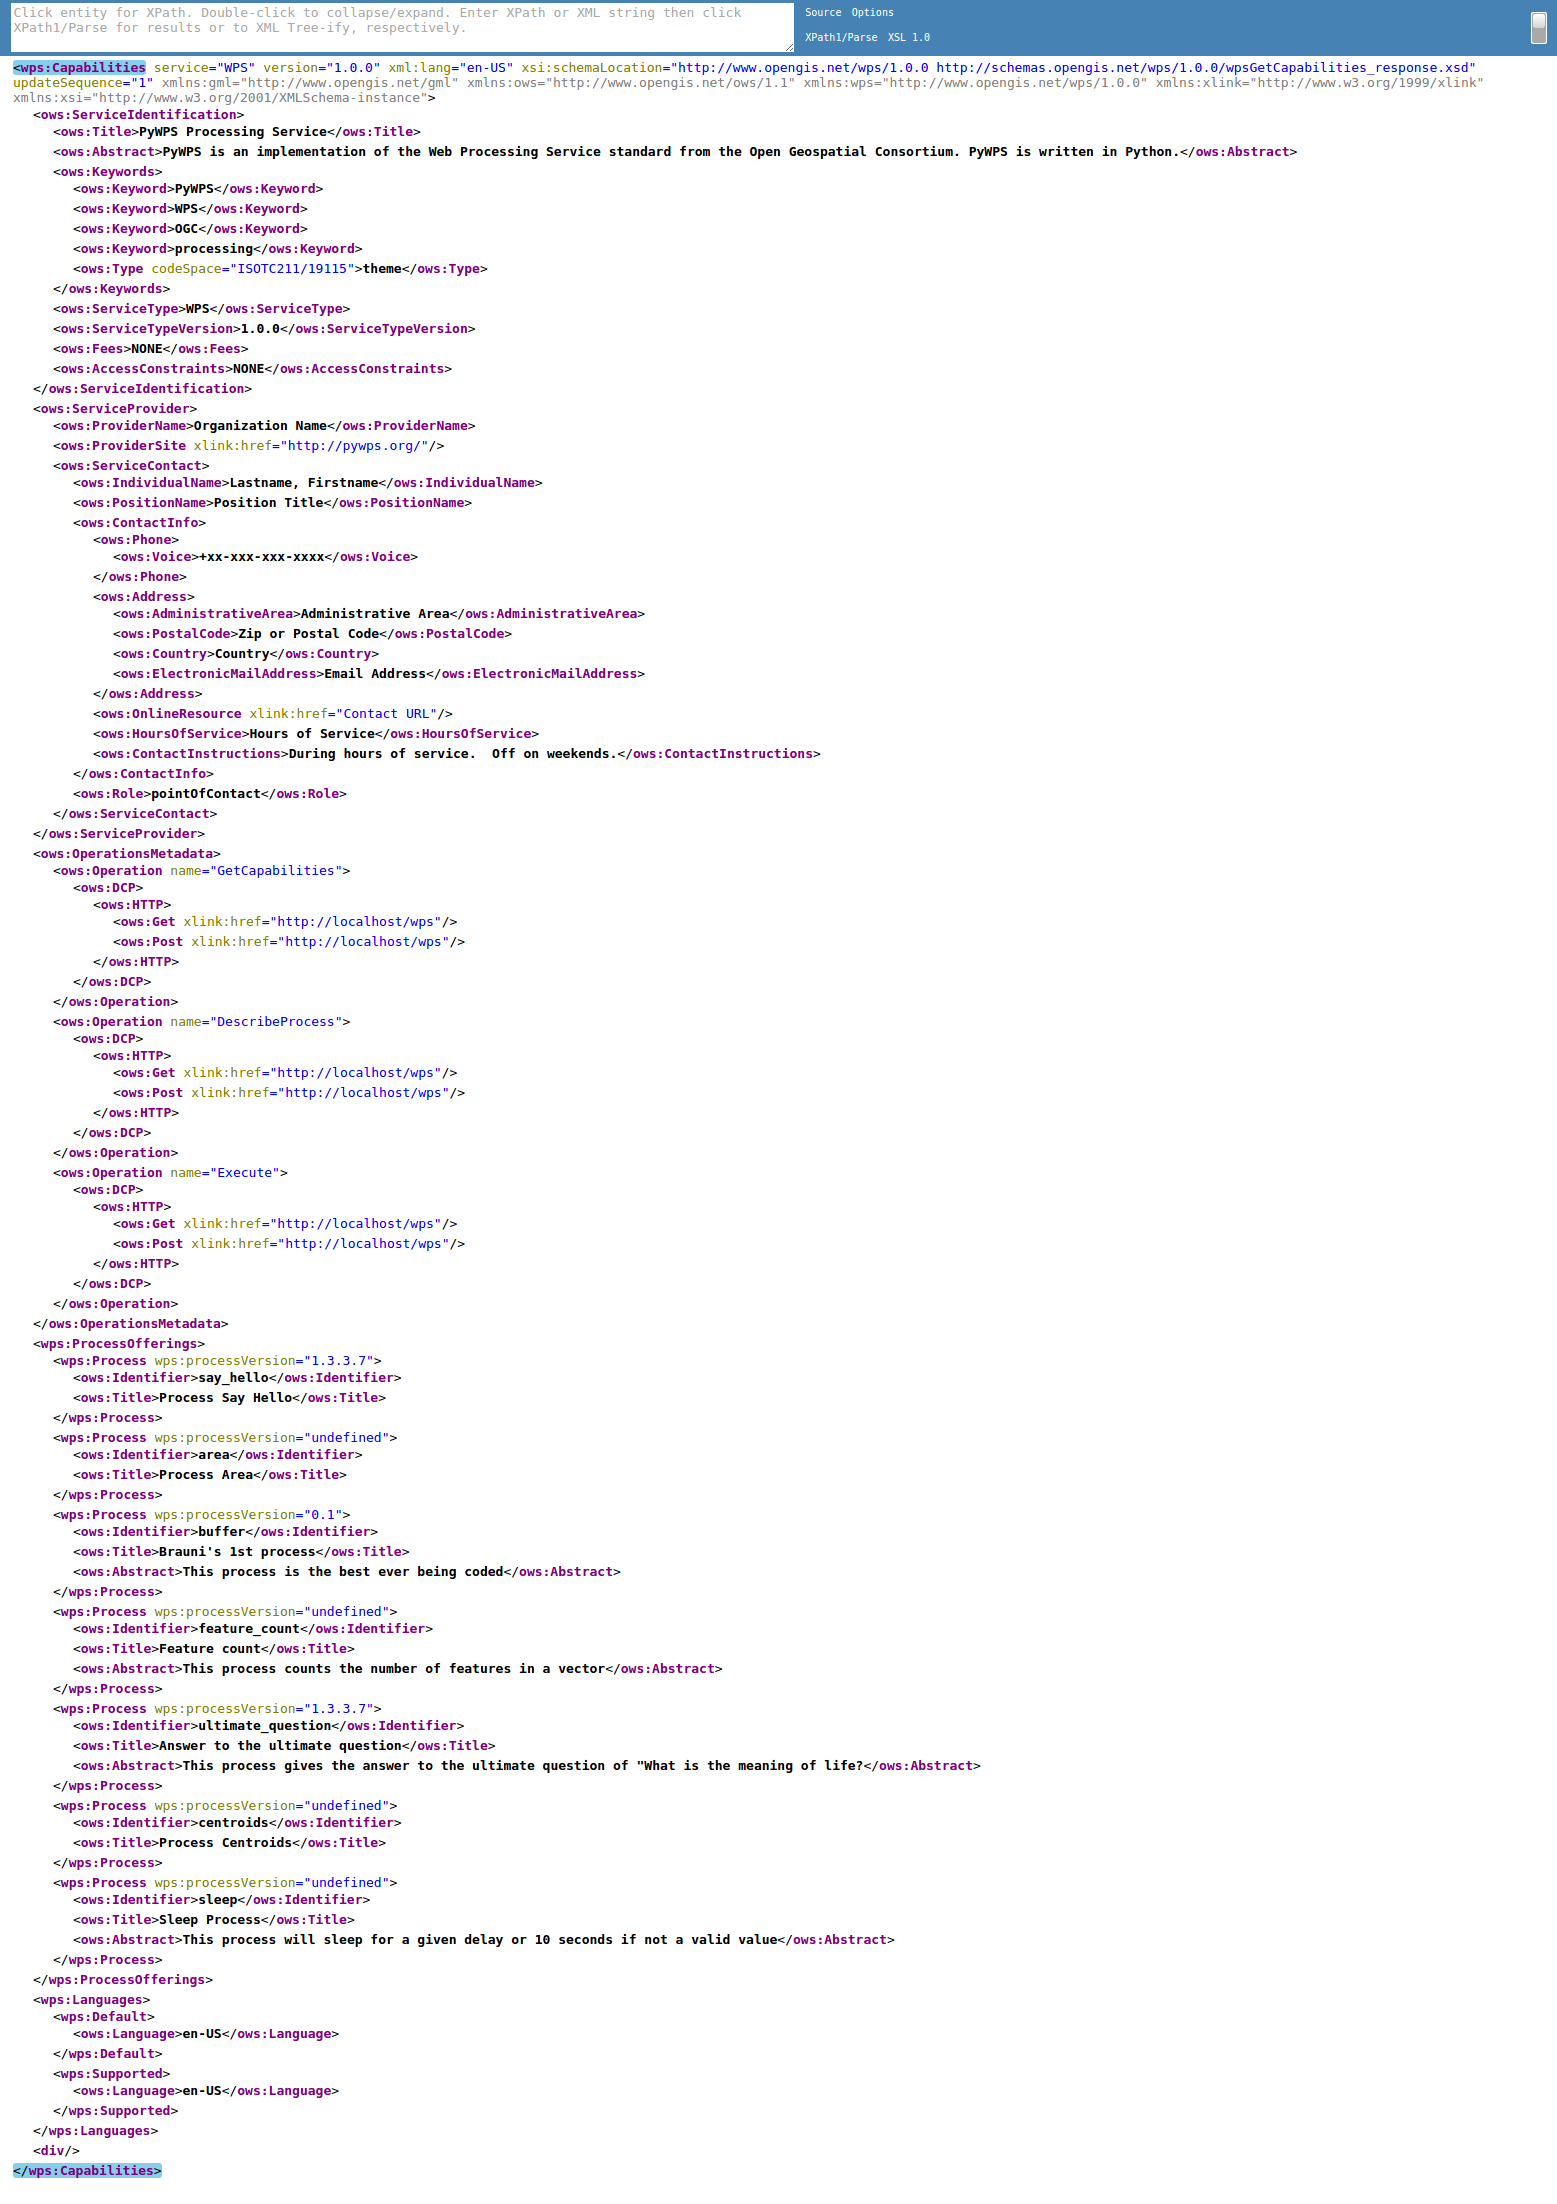 Click entity for XPath. Double-click to collapse/expand. Enter XPath or XML string then click
XPath1/Parse for results or to XML Tree-ify, respectively.
Source Options
XPath1/Parse XSL 1.0
<wps:Capabilities service="WPS" version="1.0.0" xml:lang="en-US" xsi:schemaLocation="http://www.opengis.net/wps/1.0.0 http://schemas.opengis.net/wps/1.0.0/wpsGetCapabilities_response.xsd"
updateSequence="1" xmlns:gml="http://www.opengis.net/gml" xmlns:ows="http://www.opengis.net/ows/1.1" xmlns:wps="http://www.opengis.net/wps/1.0.0" xmlns:xlink="http://www.w3.org/1999/xlink"
xmlns:xsi="http://www.w3.org/2001/XMLSchema-instance">
<ows:ServiceIdentification>
<ows:Title>PyWPS Processing Service</ows:Title>
<ows:Abstract>PyWPS is an implementation of the Web Processing Service standard from the Open Geospatial Consortium. PyWPS is written in Python.</ows:Abstract>
<ows:Keywords>
<ows:Keyword>PyWPS</ows:Keyword>
<ows:Keyword>WPS</ows:Keyword>
<ows:Keyword>OGC</ows:Keyword>
<ows:Keyword>processing</ows:Keyword>
<ows:Type codeSpace="ISOTC211/19115">theme</ows:Type>
</ows:Keywords>
<ows:ServiceType>WPS</ows:ServiceType>
<ows:ServiceTypeVersion>1.0.0</ows:ServiceTypeVersion>
<ows:Fees>NONE</ows:Fees>
<ows:AccessConstraints>NONE</ows:AccessConstraints>
</ows:ServiceIdentification>
<ows:ServiceProvider>
<ows:ProviderName>Organization Name</ows:ProviderName>
<ows:ProviderSite xlink:href="http://pywps.org/"/>
<ows:ServiceContact>
<ows:IndividualName>Lastname, Firstname</ows:IndividualName>
<ows:PositionName>Position Title</ows:PositionName>
<ows:ContactInfo>
<ows:Phone>
<ows:Voice>+xx-xxx-xxx-xxxx</ows:Voice>
</ows:Phone>
<ows:Address>
<ows:AdministrativeArea>Administrative Area</ows:AdministrativeArea>
<ows:PostalCode>Zip or Postal Code</ows:PostalCode>
<ows:Country>Country</ows:Country>
<ows:ElectronicMailAddress>Email Address</ows:ElectronicMailAddress>
</ows:Address>
<ows:OnlineResource xlink:href="Contact URL"/>
<ows:HoursOfService>Hours of Service</ows:HoursOfService>
<ows:ContactInstructions>During hours of service.  Off on weekends.</ows:ContactInstructions>
</ows:ContactInfo>
<ows:Role>pointOfContact</ows:Role>
</ows:ServiceContact>
</ows:ServiceProvider>
<ows:OperationsMetadata>
<ows:Operation name="GetCapabilities">
<ows:DCP>
<ows:HTTP>
<ows:Get xlink:href="http://localhost/wps"/>
<ows:Post xlink:href="http://localhost/wps"/>
</ows:HTTP>
</ows:DCP>
</ows:Operation>
<ows:Operation name="DescribeProcess">
<ows:DCP>
<ows:HTTP>
<ows:Get xlink:href="http://localhost/wps"/>
<ows:Post xlink:href="http://localhost/wps"/>
</ows:HTTP>
</ows:DCP>
</ows:Operation>
<ows:Operation name="Execute">
<ows:DCP>
<ows:HTTP>
<ows:Get xlink:href="http://localhost/wps"/>
<ows:Post xlink:href="http://localhost/wps"/>
</ows:HTTP>
</ows:DCP>
</ows:Operation>
</ows:OperationsMetadata>
<wps:ProcessOfferings>
<wps:Process wps:processVersion="1.3.3.7">
<ows:Identifier>say_hello</ows:Identifier>
<ows:Title>Process Say Hello</ows:Title>
</wps:Process>
<wps:Process wps:processVersion="undefined">
<ows:Identifier>area</ows:Identifier>
<ows:Title>Process Area</ows:Title>
</wps:Process>
<wps:Process wps:processVersion="0.1">
<ows:Identifier>buffer</ows:Identifier>
<ows:Title>Brauni's 1st process</ows:Title>
<ows:Abstract>This process is the best ever being coded</ows:Abstract>
</wps:Process>
<wps:Process wps:processVersion="undefined">
<ows:Identifier>feature_count</ows:Identifier>
<ows:Title>Feature count</ows:Title>
<ows:Abstract>This process counts the number of features in a vector</ows:Abstract>
</wps:Process>
<wps:Process wps:processVersion="1.3.3.7">
<ows:Identifier>ultimate_question</ows:Identifier>
<ows:Title>Answer to the ultimate question</ows:Title>
<ows:Abstract>This process gives the answer to the ultimate question of "What is the meaning of life?</ows:Abstract>
</wps:Process>
<wps:Process wps:processVersion="undefined">
<ows:Identifier>centroids</ows:Identifier>
<ows:Title>Process Centroids</ows:Title>
</wps:Process>
<wps:Process wps:processVersion="undefined">
<ows:Identifier>sleep</ows:Identifier>
<ows:Title>Sleep Process</ows:Title>
<ows:Abstract>This process will sleep for a given delay or 10 seconds if not a valid value</ows:Abstract>
</wps:Process>
</wps:ProcessOfferings>
<wps:Languages>
<wps:Default>
<ows:Language>en-US</ows:Language>
</wps:Default>
<wps:Supported>
<ows:Language>en-US</ows:Language>
</wps:Supported>
</wps:Languages>
<div/>
</wps:Capabilities>